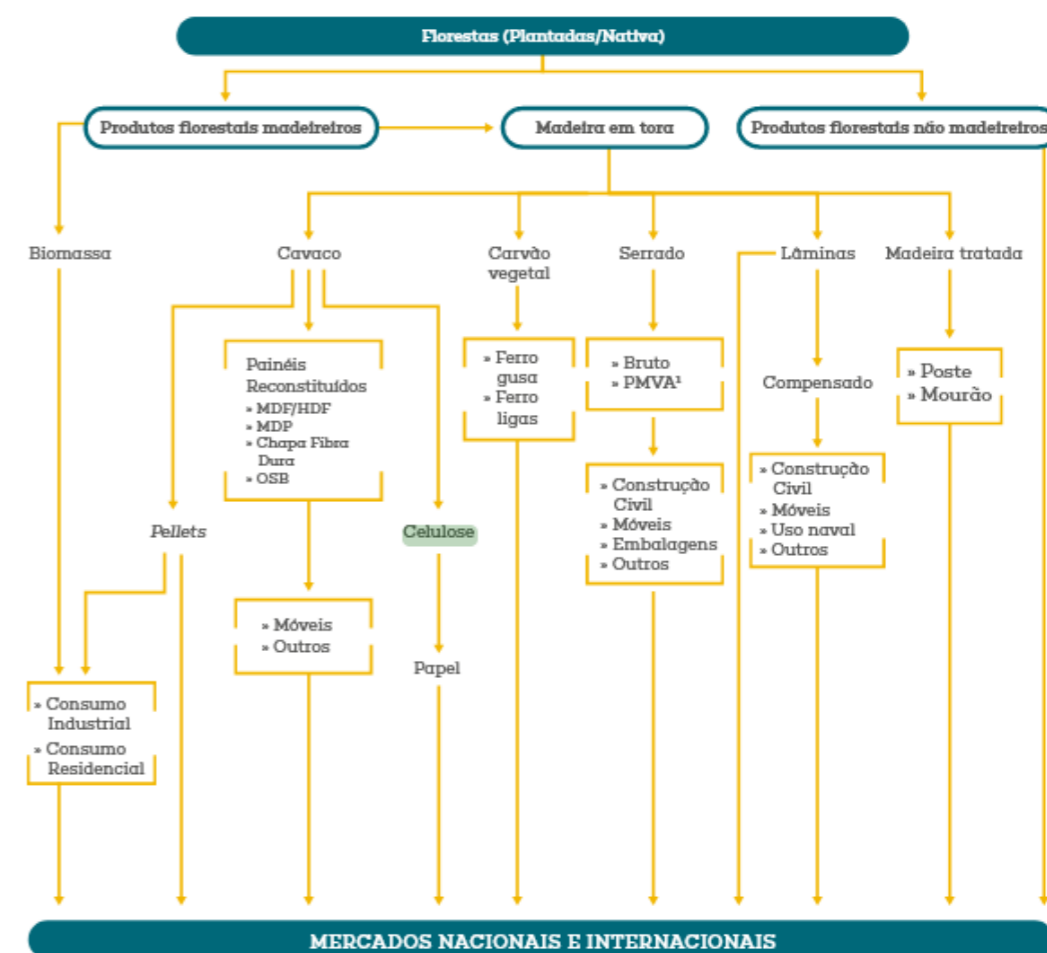 Florestas (Plantadas/Nativa)
Produtos florestais madeireiros
Madeira em tora
Produtos florestais não madeireiros
Biomassa
Cavaco
Carvão
vegetal
Serrado
Lâminas
Madeira tratada
Painéis
Reconstituídos
» MDF/HDF
» MDP
» Chapa Fibra
Dura
» OSB
» Ferro
gusa
» Ferro
ligas
» Bruto
» PMVA¹
Compensado
» Poste
» Mourão
Pellets
Celulose
» Construção
Civil
» Móveis
» Embalagens
» Outros
» Construção
Civil
» Móveis
» Uso naval
» Outros
» Móveis
» Outros
Papel
» Consumo
Industrial
» Consumo
Residencial
MERCADOS NACIONAIS E INTERNACIONAIS